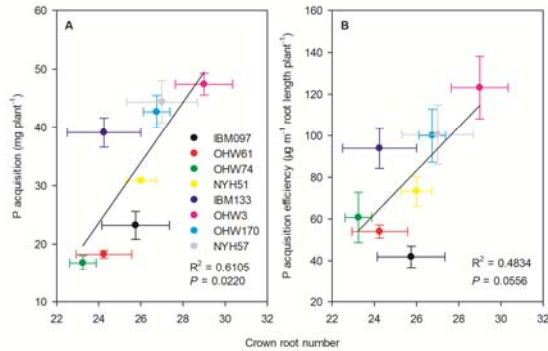 A
P acquisition (mg plant⁻¹)
60
50
40
30
20
10
IBM097
OHW61
OHW74
NYH51
IBM133
OHW3
OHW170
NYH57
R² = 0.6105
P = 0.0220
22 24 26 28 30 32
B
P acquisition efficiency (µg m⁻¹ root length plant⁻¹)
160
140
120
100
80
60
40
20
R² = 0.4834
P = 0.0556
22 24 26 28 30 32
Crown root number